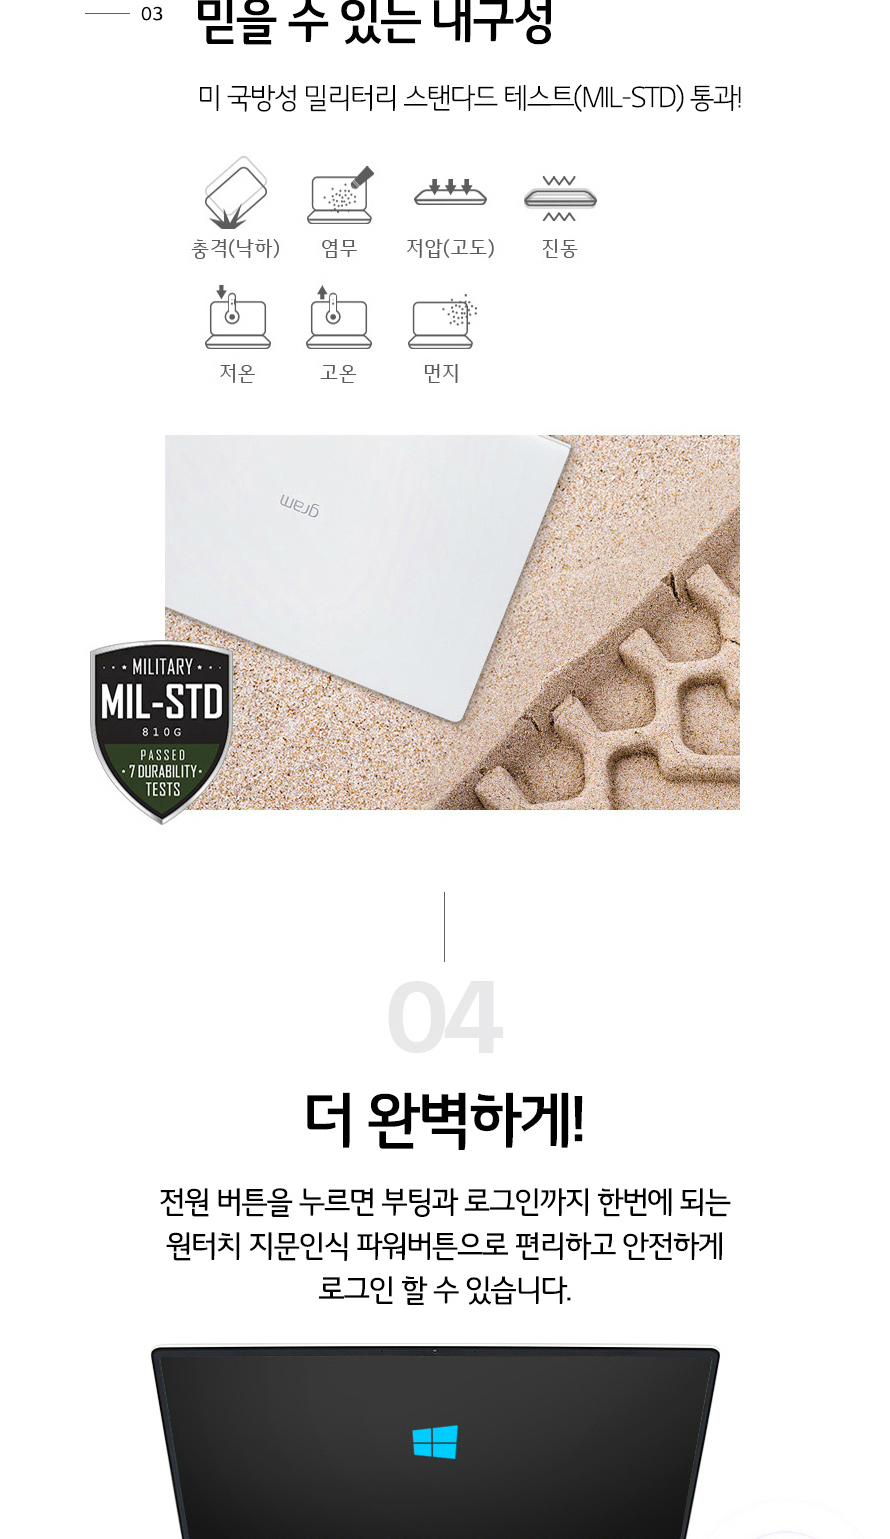 03
믿을 수 있는 내구성
미 국방성 밀리터리 스탠다드 테스트(MIL-STD) 통과!
충격(낙하) 염무 저압(고도) 진동
저온 고온 먼지
gram
MILITARY
MIL-STD
810G
PASSED
7 DURABILITY
TESTS
04
더 완벽하게!
전원 버튼을 누르면 부팅과 로그인까지 한번에 되는
원터치 지문인식 파워버튼으로 편리하고 안전하게
로그인 할 수 있습니다.